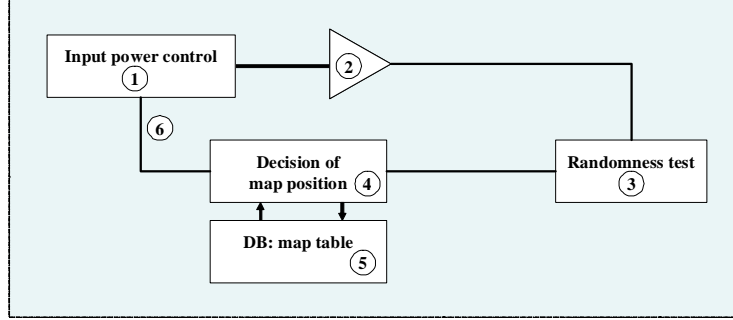 Input power control
1
2
6
Decision of
map position 4
Randomness test
3
DB: map table
5